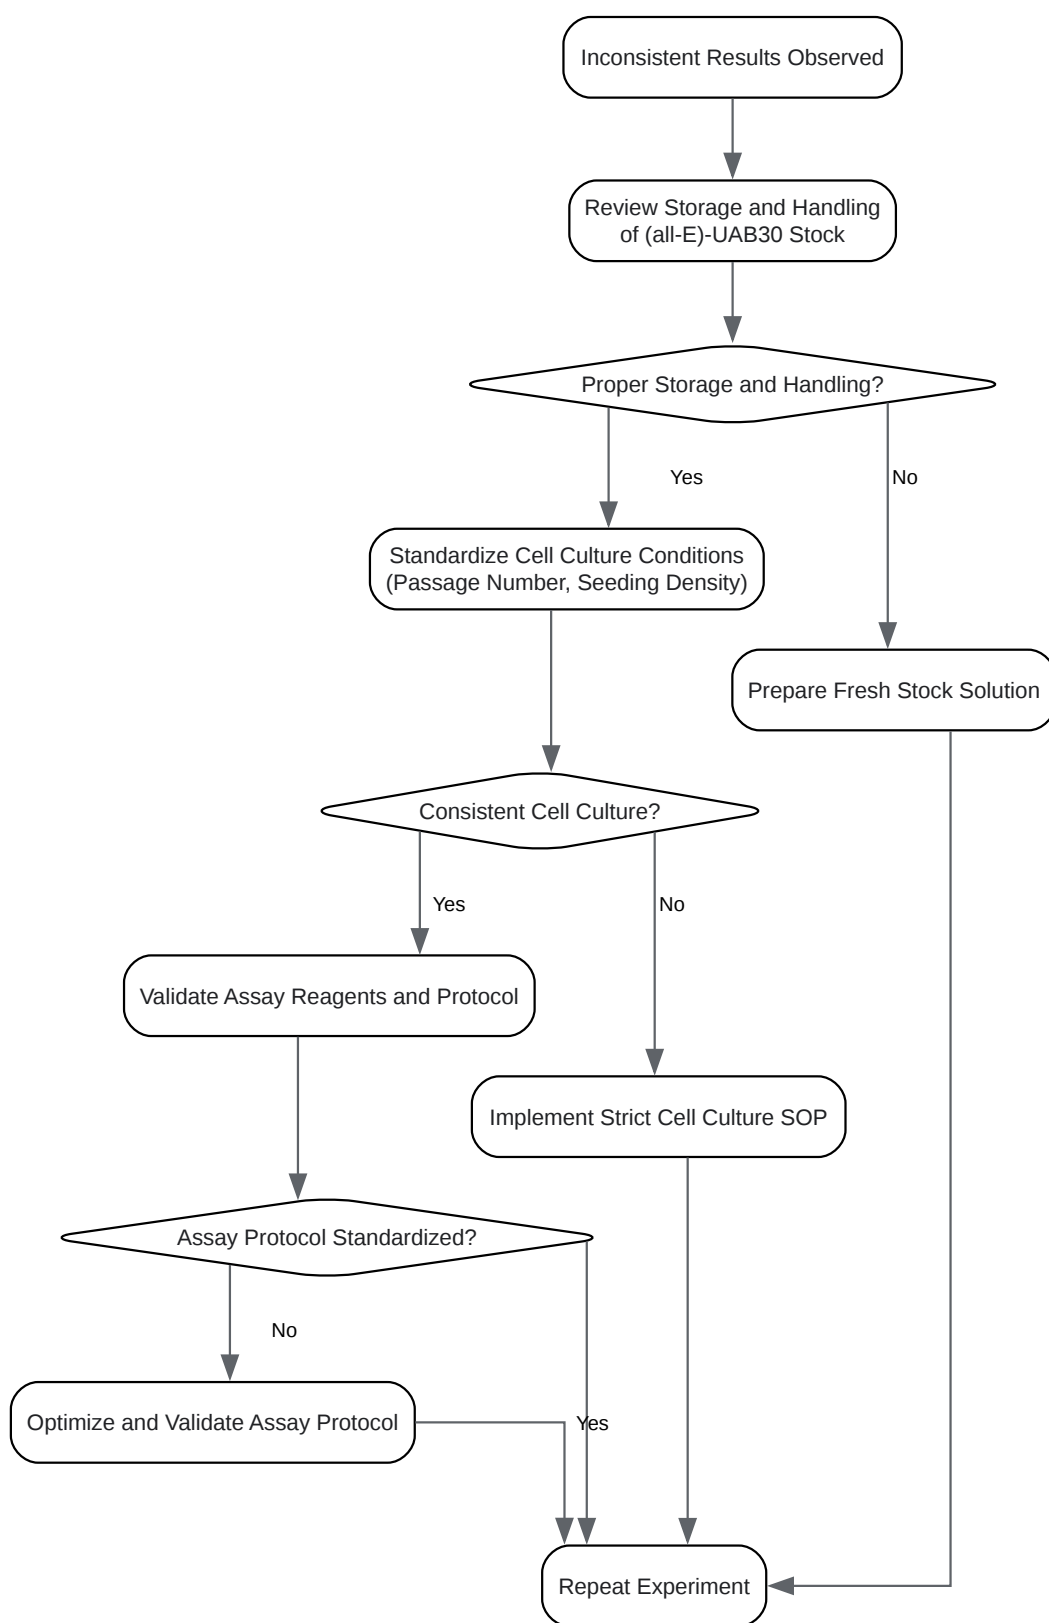 Inconsistent Results Observed
Review Storage and Handling
of (all-E)-UAB30 Stock
Proper Storage and Handling?
Yes
No
Standardize Cell Culture Conditions
(Passage Number, Seeding Density)
Prepare Fresh Stock Solution
Consistent Cell Culture?
Yes
No
Validate Assay Reagents and Protocol
Implement Strict Cell Culture SOP
Assay Protocol Standardized?
No
Optimize and Validate Assay Protocol
Yes
Repeat Experiment